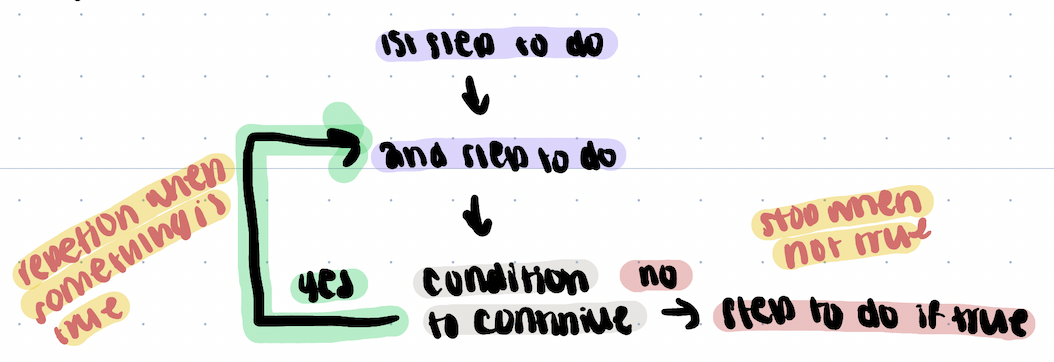 1st step to do
2nd step to do
repetion when
something is
true
stop when
not true
yes
condition
to continue
no
step to do if true